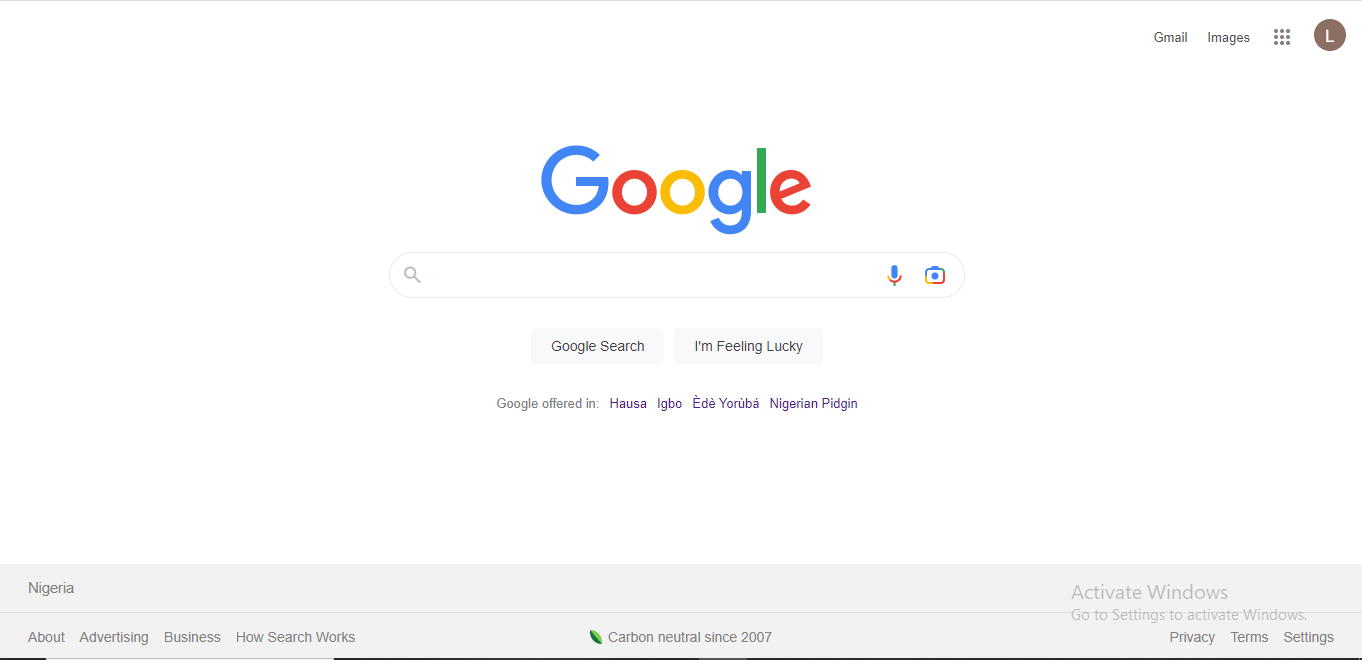 Gmail Images L
Google
Google Search I'm Feeling Lucky
Google offered in: Hausa Igbo Èdè Yorùbá Nigerian Pidgin
Nigeria
Activate Windows
Go to Settings to activate Windows.
About Advertising Business How Search Works Carbon neutral since 2007 Privacy Terms Settings